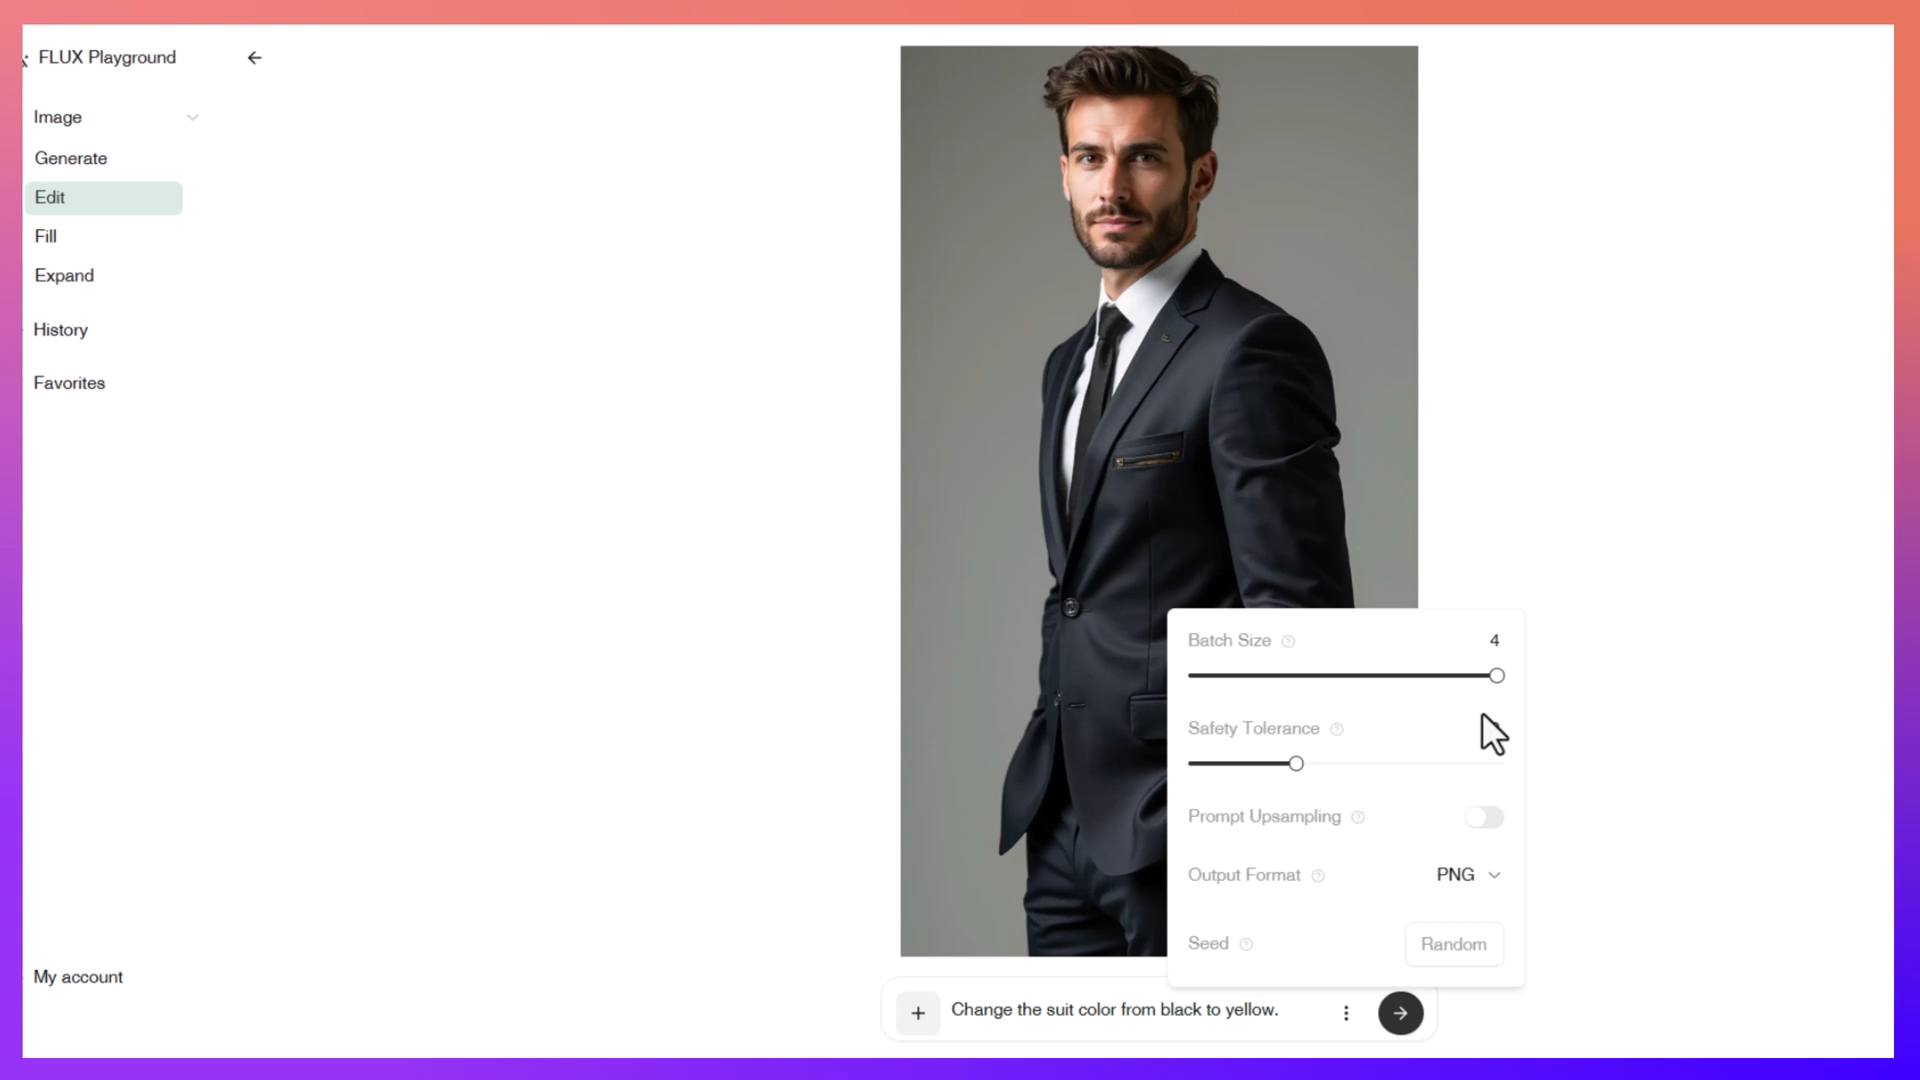 FLUX Playground
Image
Generate
Edit
Fill
Expand
History
Favorites
My account
Batch Size 4
Safety Tolerance
Prompt Upsampling
Output Format PNG
Seed Random
Change the suit color from black to yellow.